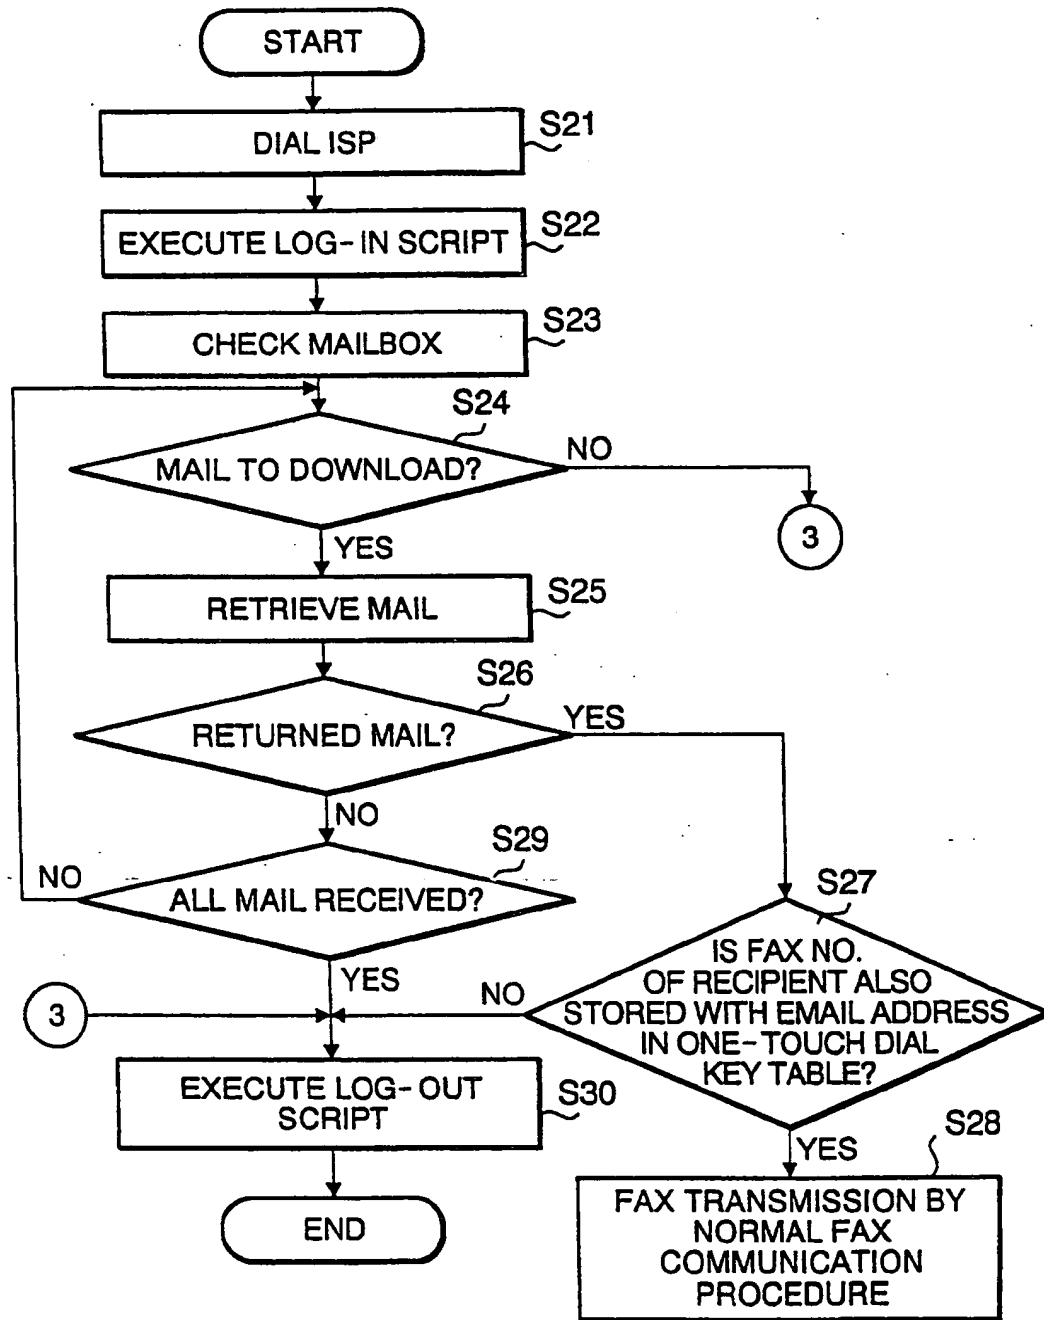 START
DIAL ISP
S21
EXECUTE LOG-IN SCRIPT
S22
CHECK MAILBOX
S23
S24
MAIL TO DOWNLOAD?
NO
3
YES
RETRIEVE MAIL
S25
S26
RETURNED MAIL?
YES
NO
S29
NO
ALL MAIL RECEIVED?
YES
S27
IS FAX NO.
OF RECIPIENT ALSO
STORED WITH EMAIL ADDRESS
IN ONE-TOUCH DIAL
KEY TABLE?
NO
3
EXECUTE LOG-OUT
SCRIPT
S30
YES
S28
FAX TRANSMISSION BY
NORMAL FAX
COMMUNICATION
PROCEDURE
END